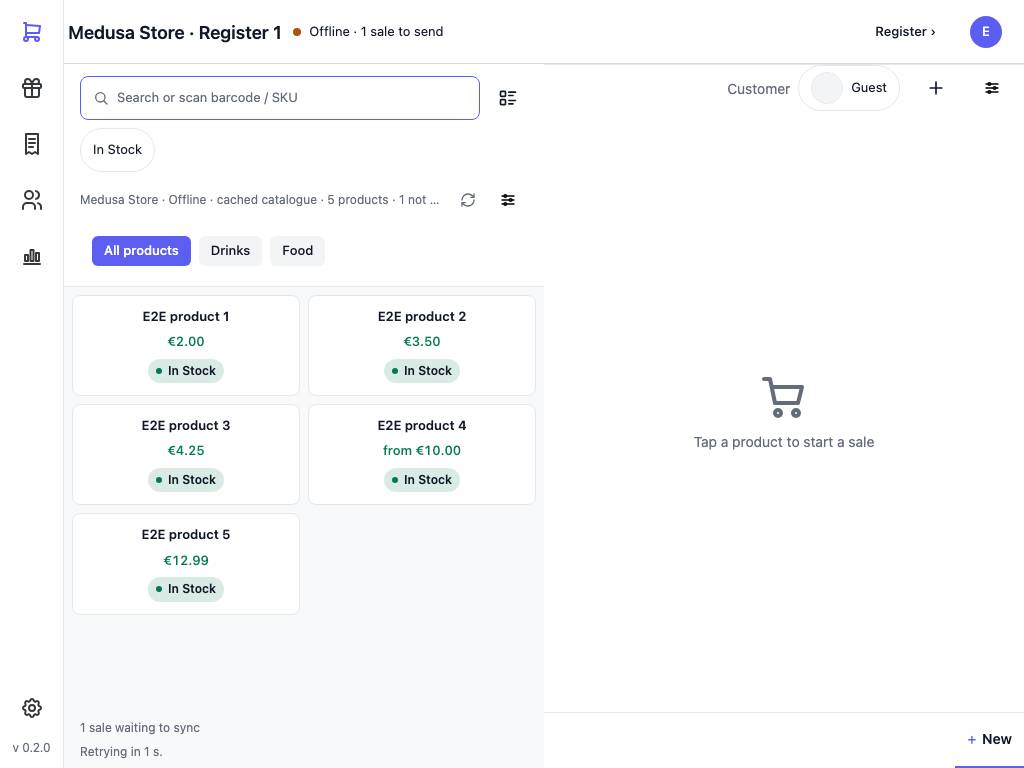 Medusa Store · Register 1
Offline · 1 sale to send
Register ›
E
Search or scan barcode / SKU
Customer
Guest
In Stock
Medusa Store · Offline · cached catalogue · 5 products · 1 not ...
All products
Drinks
Food
E2E product 1
€2.00
In Stock
E2E product 2
€3.50
In Stock
E2E product 3
€4.25
In Stock
E2E product 4
from €10.00
In Stock
E2E product 5
€12.99
In Stock
Tap a product to start a sale
1 sale waiting to sync
Retrying in 1 s.
v 0.2.0
+ New